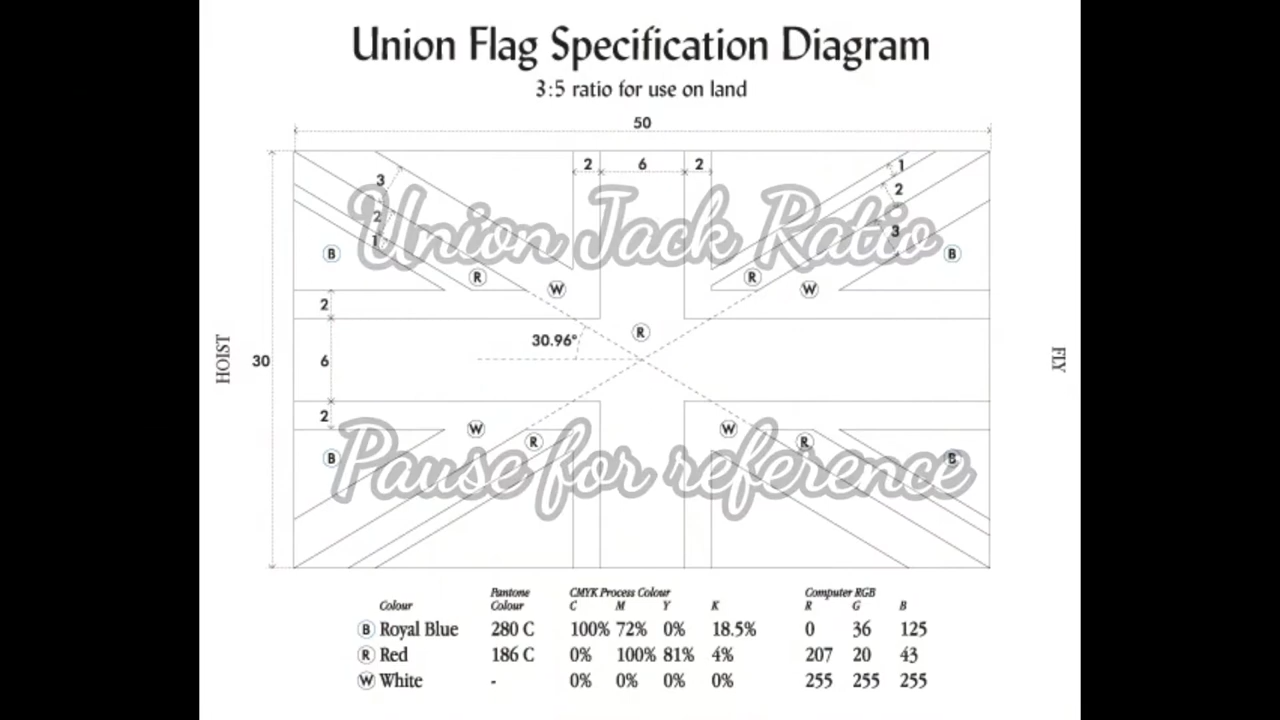 Union Flag Specification Diagram
3:5 ratio for use on land
50
2 6 2
3 1
2 2
1 3
Union Jack Ratio
B B
R W R W
2
R
30.96°
HOIST 30 6 FLY
2
W R W R
B B
Pause for reference
Pantone CMYK Process Colour Computer RGB
Colour Colour C M Y K R G B
B Royal Blue 280 C 100% 72% 0% 18.5% 0 36 125
R Red 186 C 0% 100% 81% 4% 207 20 43
W White - 0% 0% 0% 0% 255 255 255